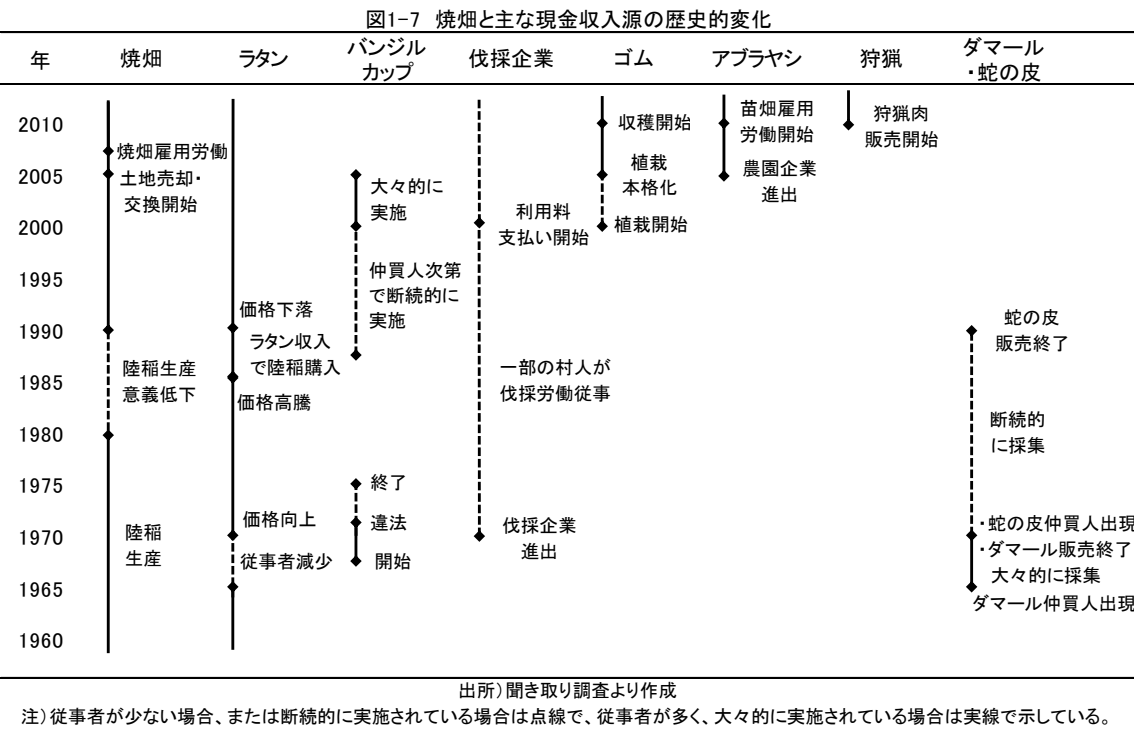 図1-7 焼畑と主な現金収入源の歴史的変化
年
焼畑
ラタン
バンジル
カップ
伐採企業
ゴム
アブラヤシ
狩猟
ダマール
・蛇の皮
2010
2005
2000
1995
1990
1985
1980
1975
1970
1965
1960
焼畑雇用労働
土地売却・
交換開始
陸稲生産
意義低下
陸稲
生産
価格下落
ラタン収入
で陸稲購入
価格高騰
価格向上
従事者減少
大々的に
実施
仲買人次第
で断続的に
実施
終了
違法
開始
利用料
支払い開始
一部の村人が
伐採労働従事
伐採企業
進出
収穫開始
植栽
本格化
植栽開始
苗畑雇用
労働開始
農園企業
進出
狩猟肉
販売開始
蛇の皮
販売終了
断続的
に採集
・蛇の皮仲買人出現
・ダマール販売終了
大々的に採集
ダマール仲買人出現
出所）聞き取り調査より作成
注）従事者が少ない場合、または断続的に実施されている場合は点線で、従事者が多く、大々的に実施されている場合は実線で示している。